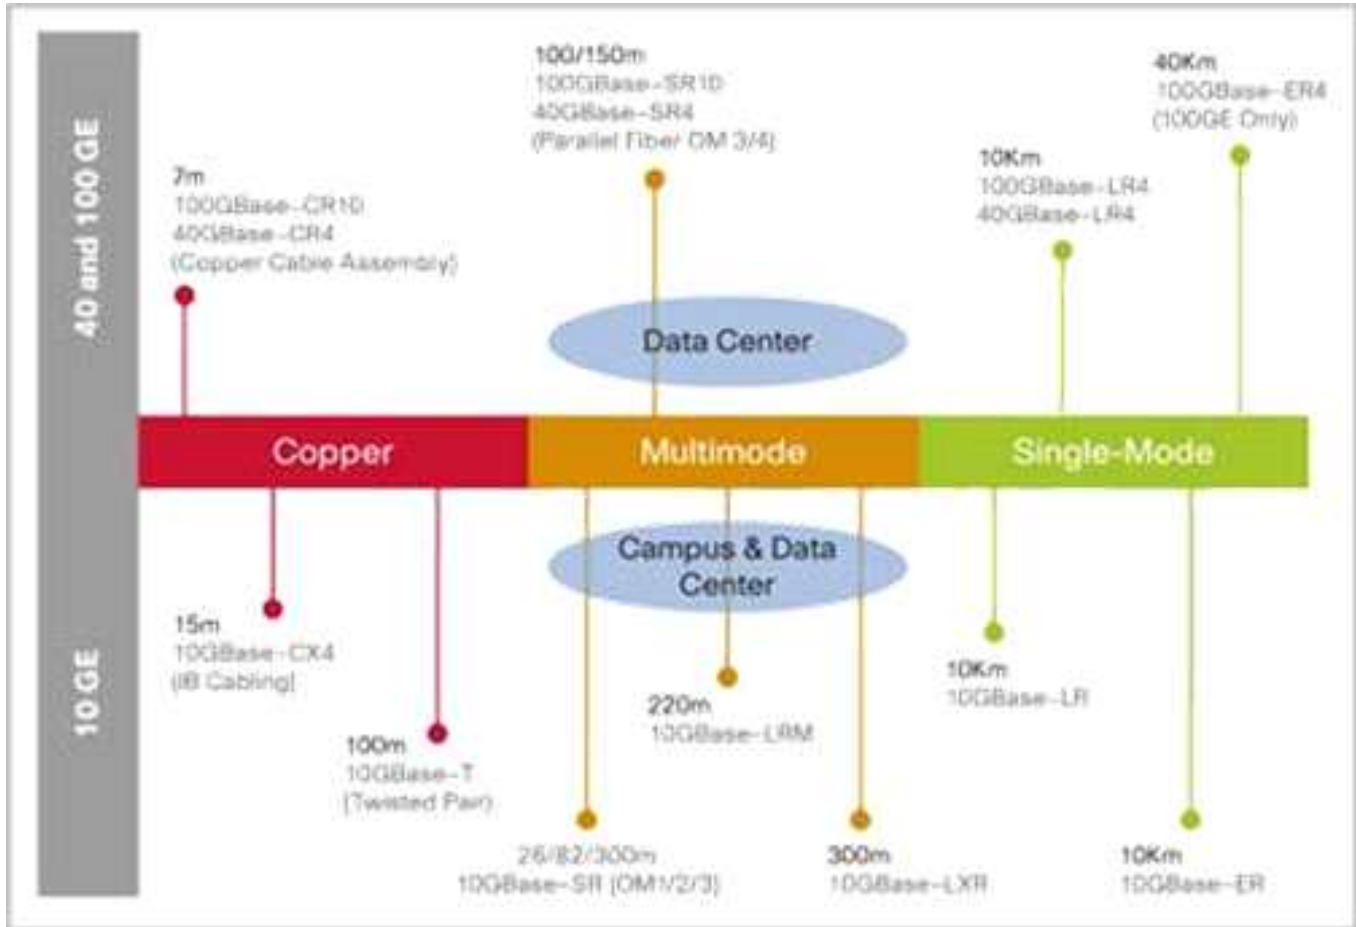 40 and 100 GE
10 GE
7m
100GBase-CR10
40GBase-CR4
(Copper Cable Assembly)
100/150m
100GBase-SR10
40GBase-SR4
(Parallel Fiber OM 3/4)
10Km
100GBase-LR4
40GBase-LR4
40Km
100GBase-ER4
(100GE Only)
Data Center
Copper
Multimode
Single-Mode
Campus & Data
Center
15m
10GBase-CX4
(IB Cabling)
100m
10GBase-T
(Twisted Pair)
26/82/300m
10GBase-SR (OM1/2/3)
220m
10GBase-LRM
300m
10GBase-LXR
10Km
10GBase-LR
10Km
10GBase-ER